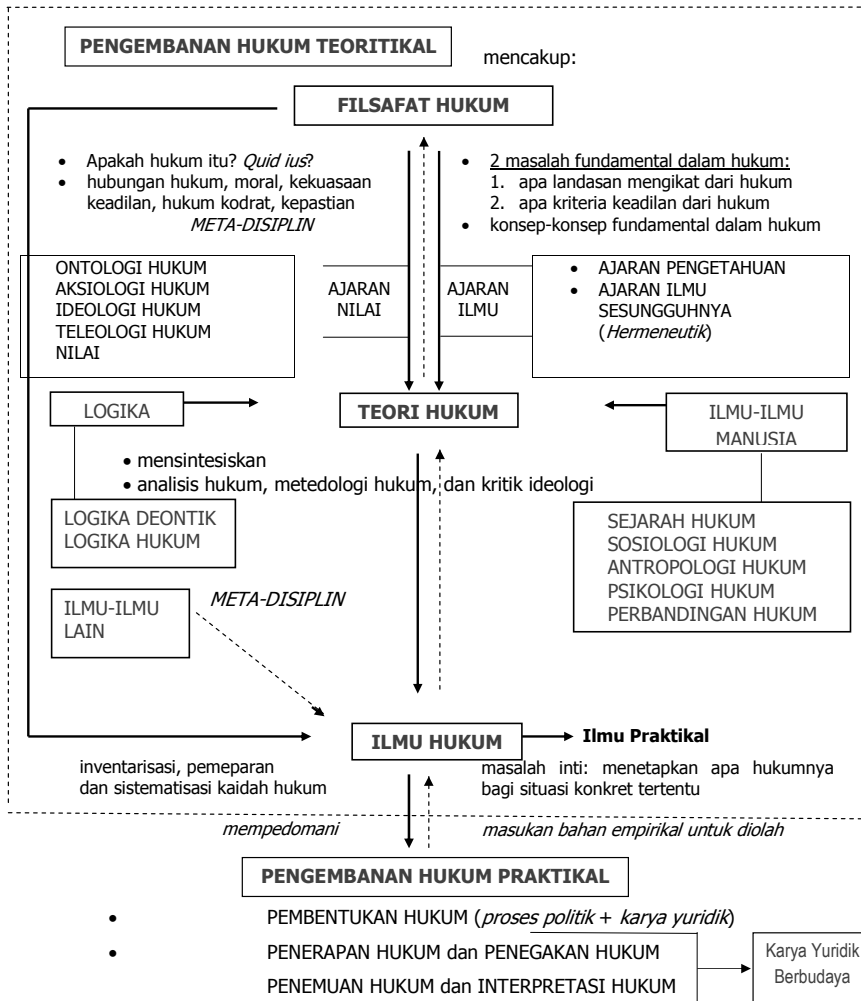 PENGEMBANAN HUKUM TEORITIKAL
mencakup:
FILSAFAT HUKUM
• Apakah hukum itu? Quid ius?
• hubungan hukum, moral, kekuasaan
keadilan, hukum kodrat, kepastian
META-DISIPLIN
• 2 masalah fundamental dalam hukum:
1. apa landasan mengikat dari hukum
2. apa kriteria keadilan dari hukum
• konsep-konsep fundamental dalam hukum
ONTOLOGI HUKUM
AKSIOLOGI HUKUM
IDEOLOGI HUKUM
TELEOLOGI HUKUM
NILAI
AJARAN
NILAI
AJARAN
ILMU
• AJARAN PENGETAHUAN
• AJARAN ILMU
SESUNGGUHNYA
(Hermeneutik)
LOGIKA
TEORI HUKUM
ILMU-ILMU
MANUSIA
• mensintesiskan
• analisis hukum, metedologi hukum, dan kritik ideologi
LOGIKA DEONTIK
LOGIKA HUKUM
SEJARAH HUKUM
SOSIOLOGI HUKUM
ANTROPOLOGI HUKUM
PSIKOLOGI HUKUM
PERBANDINGAN HUKUM
ILMU-ILMU
LAIN
META-DISIPLIN
ILMU HUKUM
Ilmu Praktikal
inventarisasi, pemeparan
dan sistematisasi kaidah hukum
masalah inti: menetapkan apa hukumnya
bagi situasi konkret tertentu
mempedomani
masukan bahan empirikal untuk diolah
PENGEMBANAN HUKUM PRAKTIKAL
• PEMBENTUKAN HUKUM (proses politik + karya yuridik)
• PENERAPAN HUKUM dan PENEGAKAN HUKUM
PENEMUAN HUKUM dan INTERPRETASI HUKUM
Karya Yuridik
Berbudaya